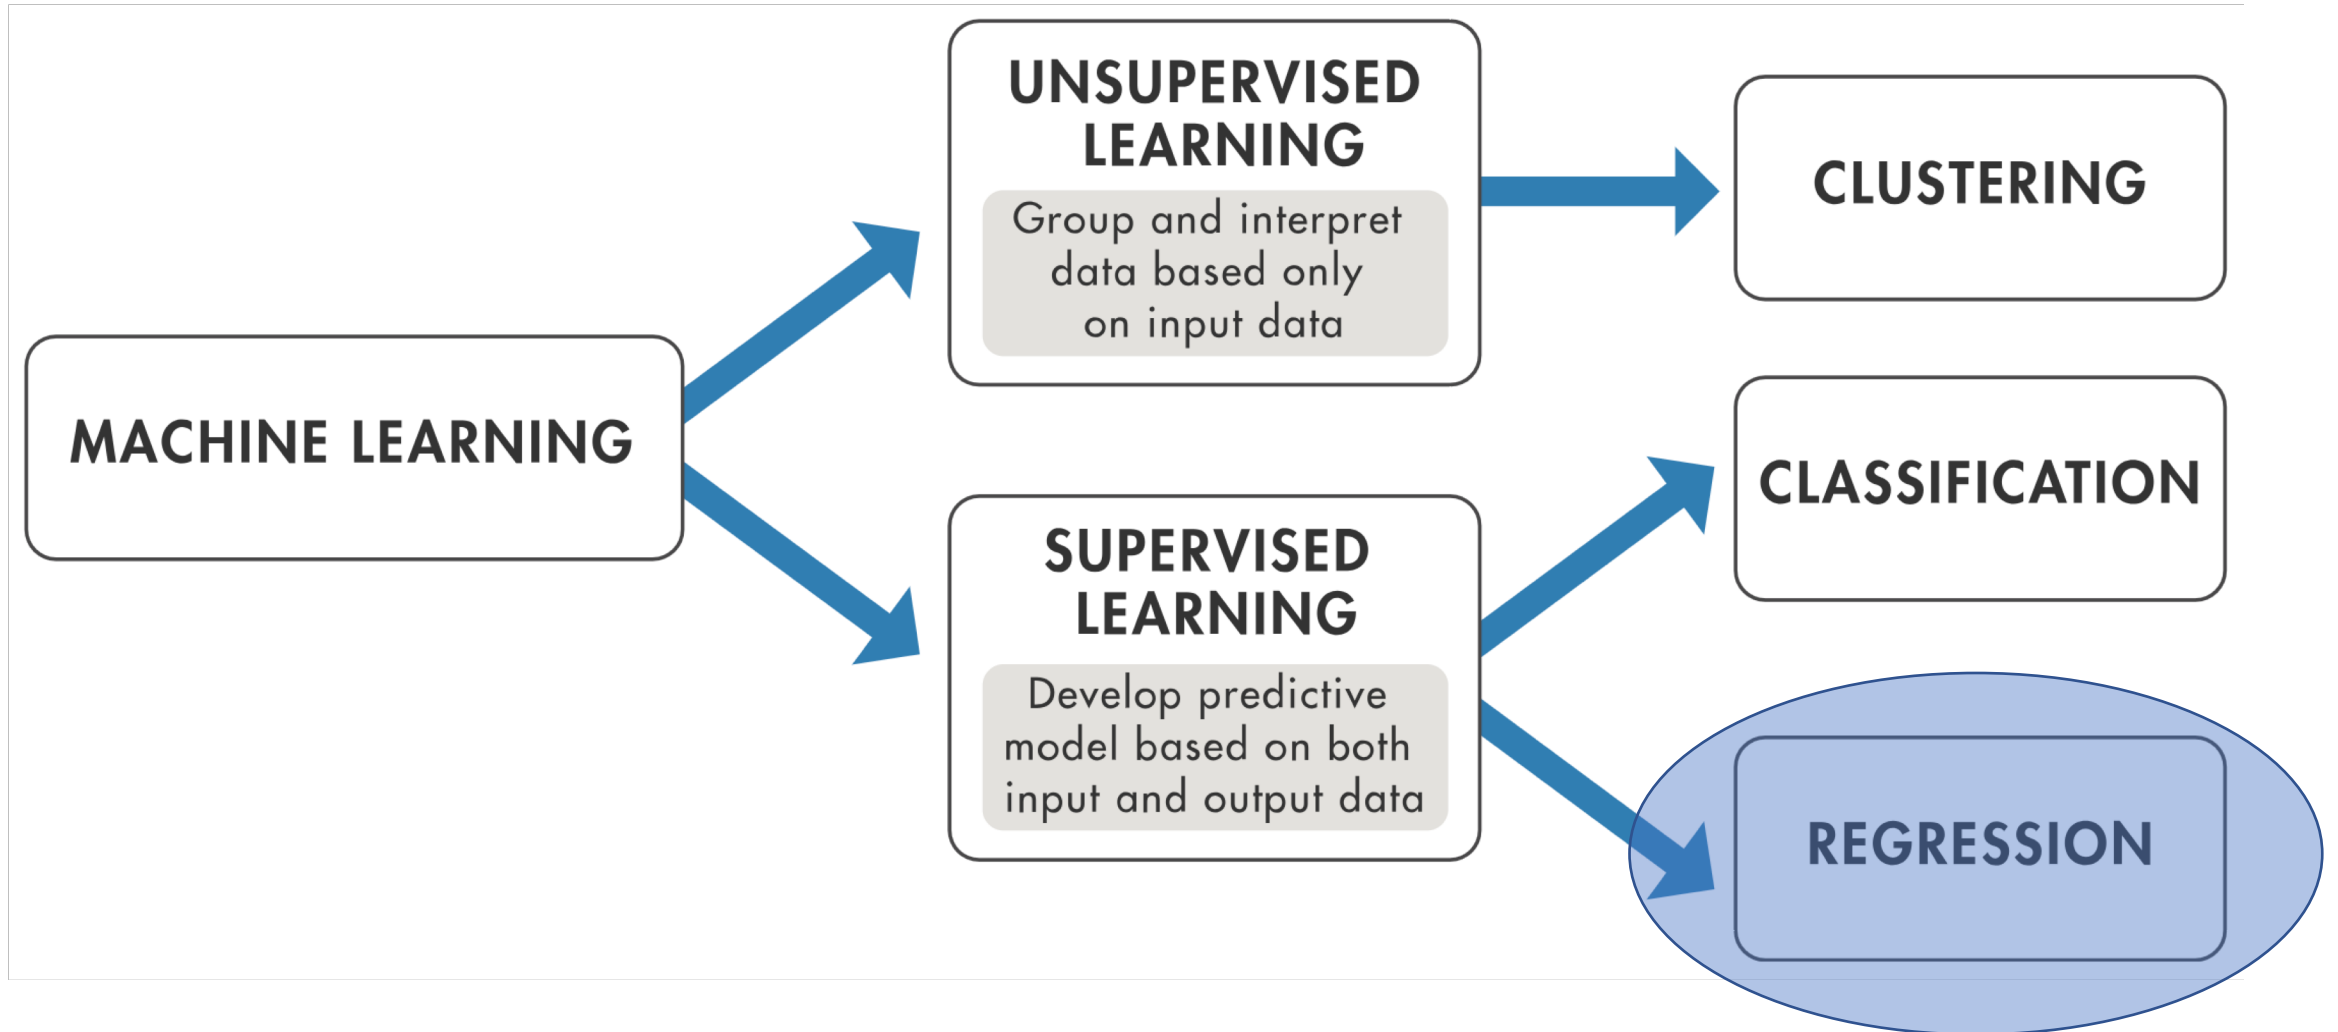 MACHINE LEARNING
UNSUPERVISED
LEARNING
Group and interpret
data based only
on input data
SUPERVISED
LEARNING
Develop predictive
model based on both
input and output data
CLUSTERING
CLASSIFICATION
REGRESSION